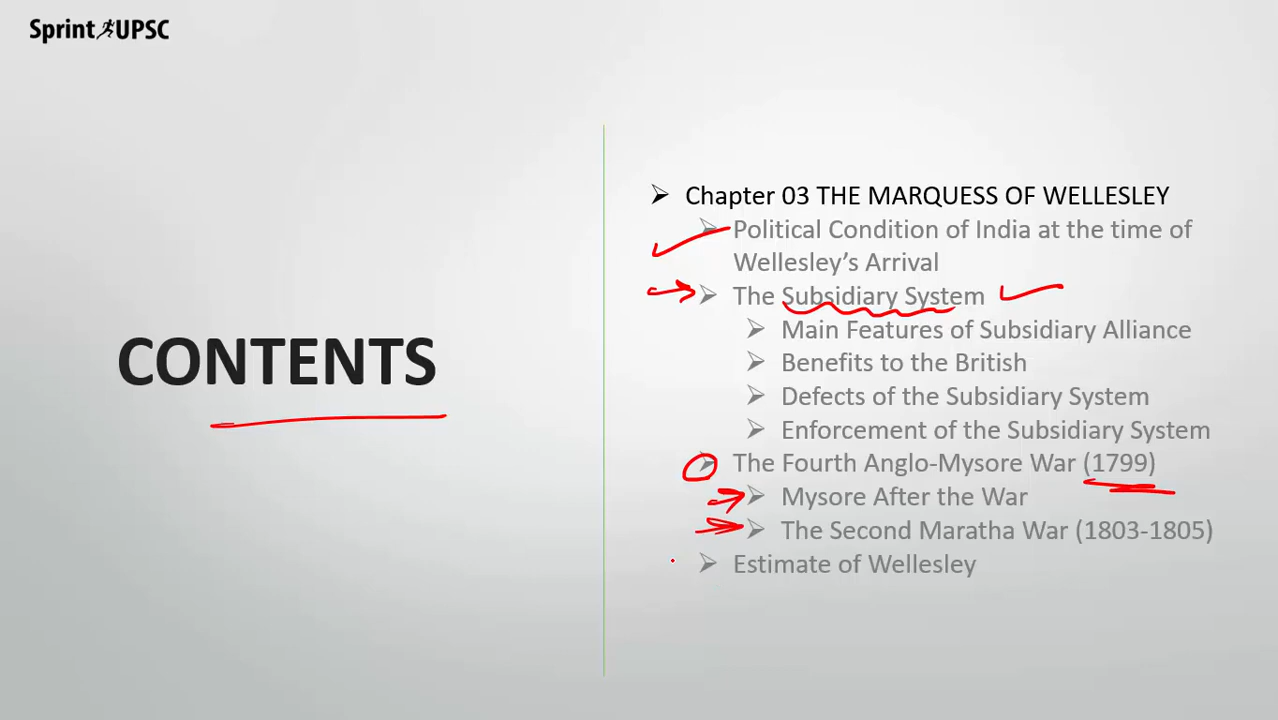 Sprint UPSC
CONTENTS
Chapter 03 THE MARQUESS OF WELLESLEY
Political Condition of India at the time of
Wellesley’s Arrival
The Subsidiary System
Main Features of Subsidiary Alliance
Benefits to the British
Defects of the Subsidiary System
Enforcement of the Subsidiary System
The Fourth Anglo-Mysore War (1799)
Mysore After the War
The Second Maratha War (1803-1805)
Estimate of Wellesley